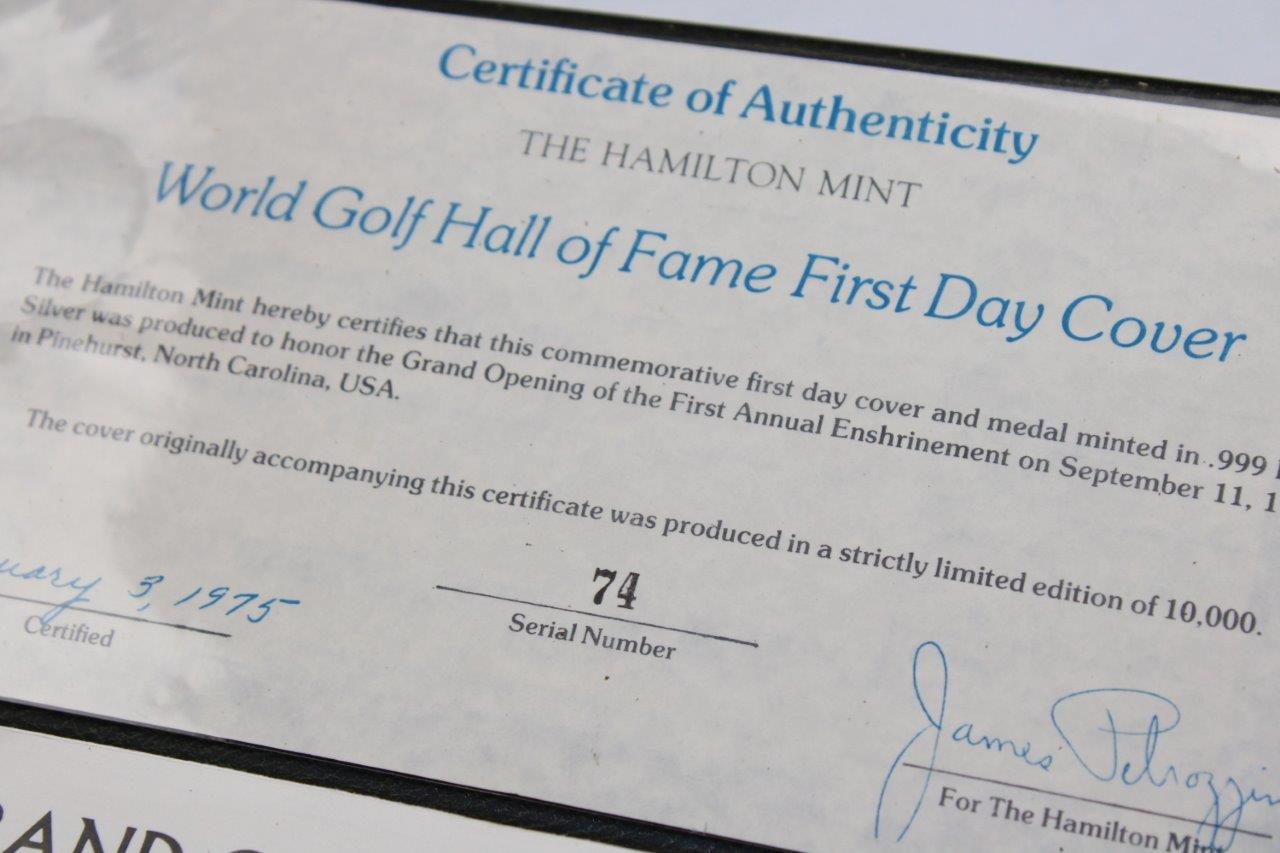 Certificate of Authenticity
THE HAMILTON MINT
World Golf Hall of Fame First Day Cover
The Hamilton Mint hereby certifies that this commemorative first day cover and medal minted in .999
Silver was produced to honor the Grand Opening of the First Annual Enshrinement on September 11, 1
in Pinehurst, North Carolina, USA.
The cover originally accompanying this certificate was produced in a strictly limited edition of 10,000.
uary 3, 1975
Certified
74
Serial Number
James Petrozzin
For The Hamilton Mint